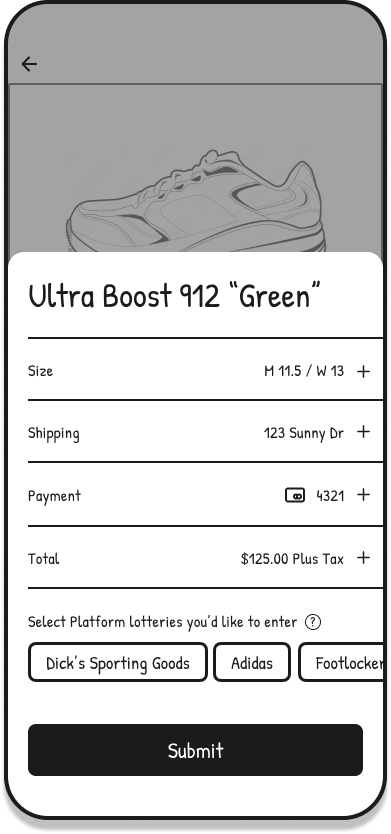 Ultra Boost 912 “Green”
Size M 11.5 / W 13
Shipping 123 Sunny Dr
Payment 4321
Total $125.00 Plus Tax
Select Platform lotteries you’d like to enter ?
Dick’s Sporting Goods Adidas Footlocker
Submit